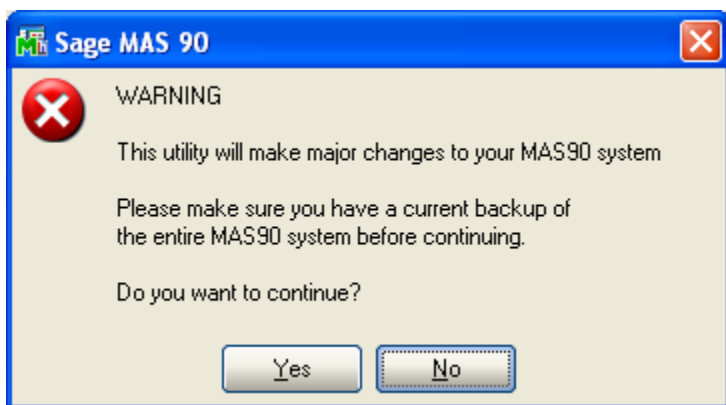 Sage MAS 90
WARNING
This utility will make major changes to your MAS90 system
Please make sure you have a current backup of
the entire MAS90 system before continuing.
Do you want to continue?
Yes
No